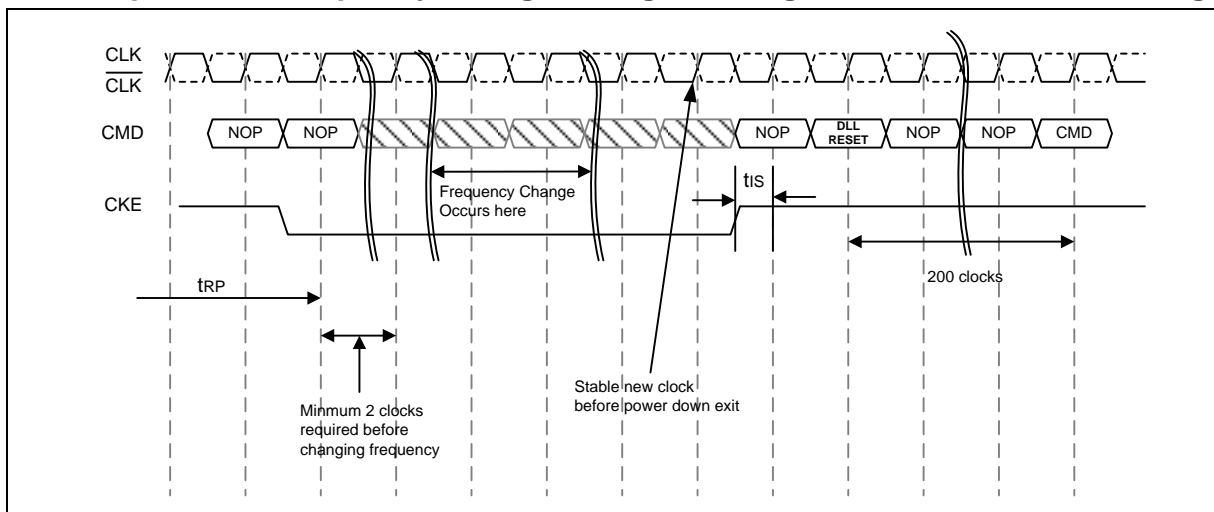 CLK
CLK
CMD
NOP
NOP
NOP
DLL
RESET
NOP
NOP
CMD
CKE
Frequency Change
Occurs here
tIS
200 clocks
tRP
Minmum 2 clocks
required before
changing frequency
Stable new clock
before power down exit